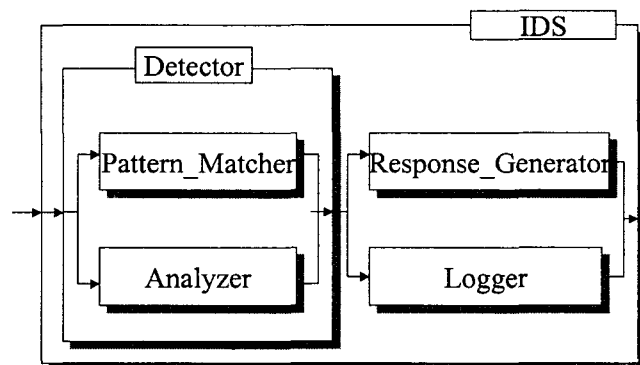 IDS
Detector
Pattern_Matcher
Response_Generator
Analyzer
Logger